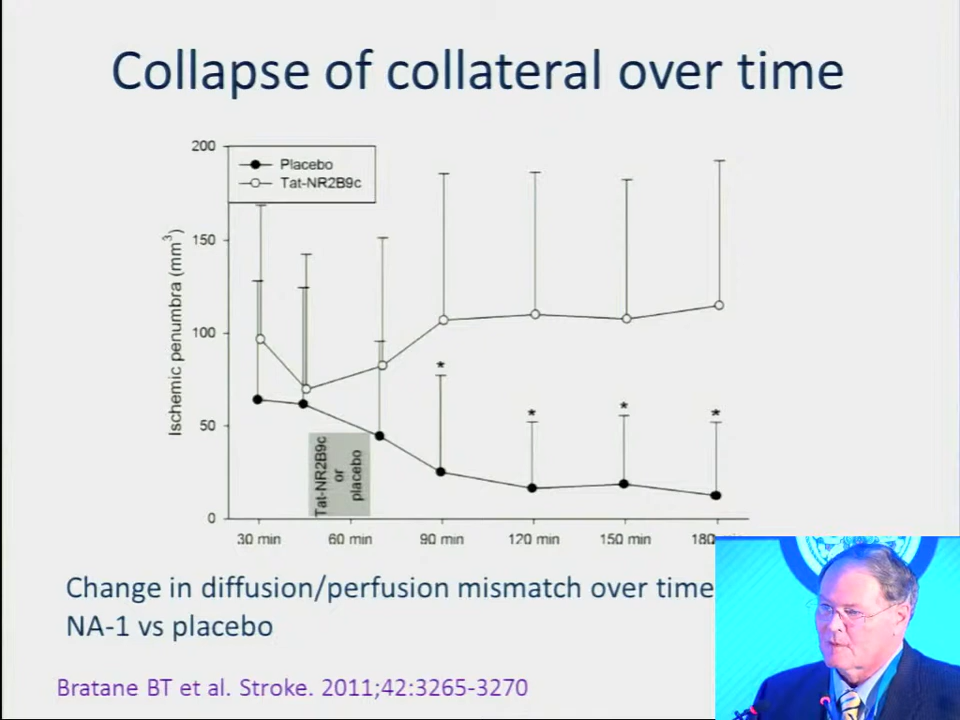 Collapse of collateral over time
200
Placebo
Tat-NR2B9c
150
100
50
0
Ischemic penumbra (mm³)
*
*
*
*
Tat-NR2B9c
or
placebo
30 min
60 min
90 min
120 min
150 min
180
Change in diffusion/perfusion mismatch over time
NA-1 vs placebo
Bratane BT et al. Stroke. 2011;42:3265-3270